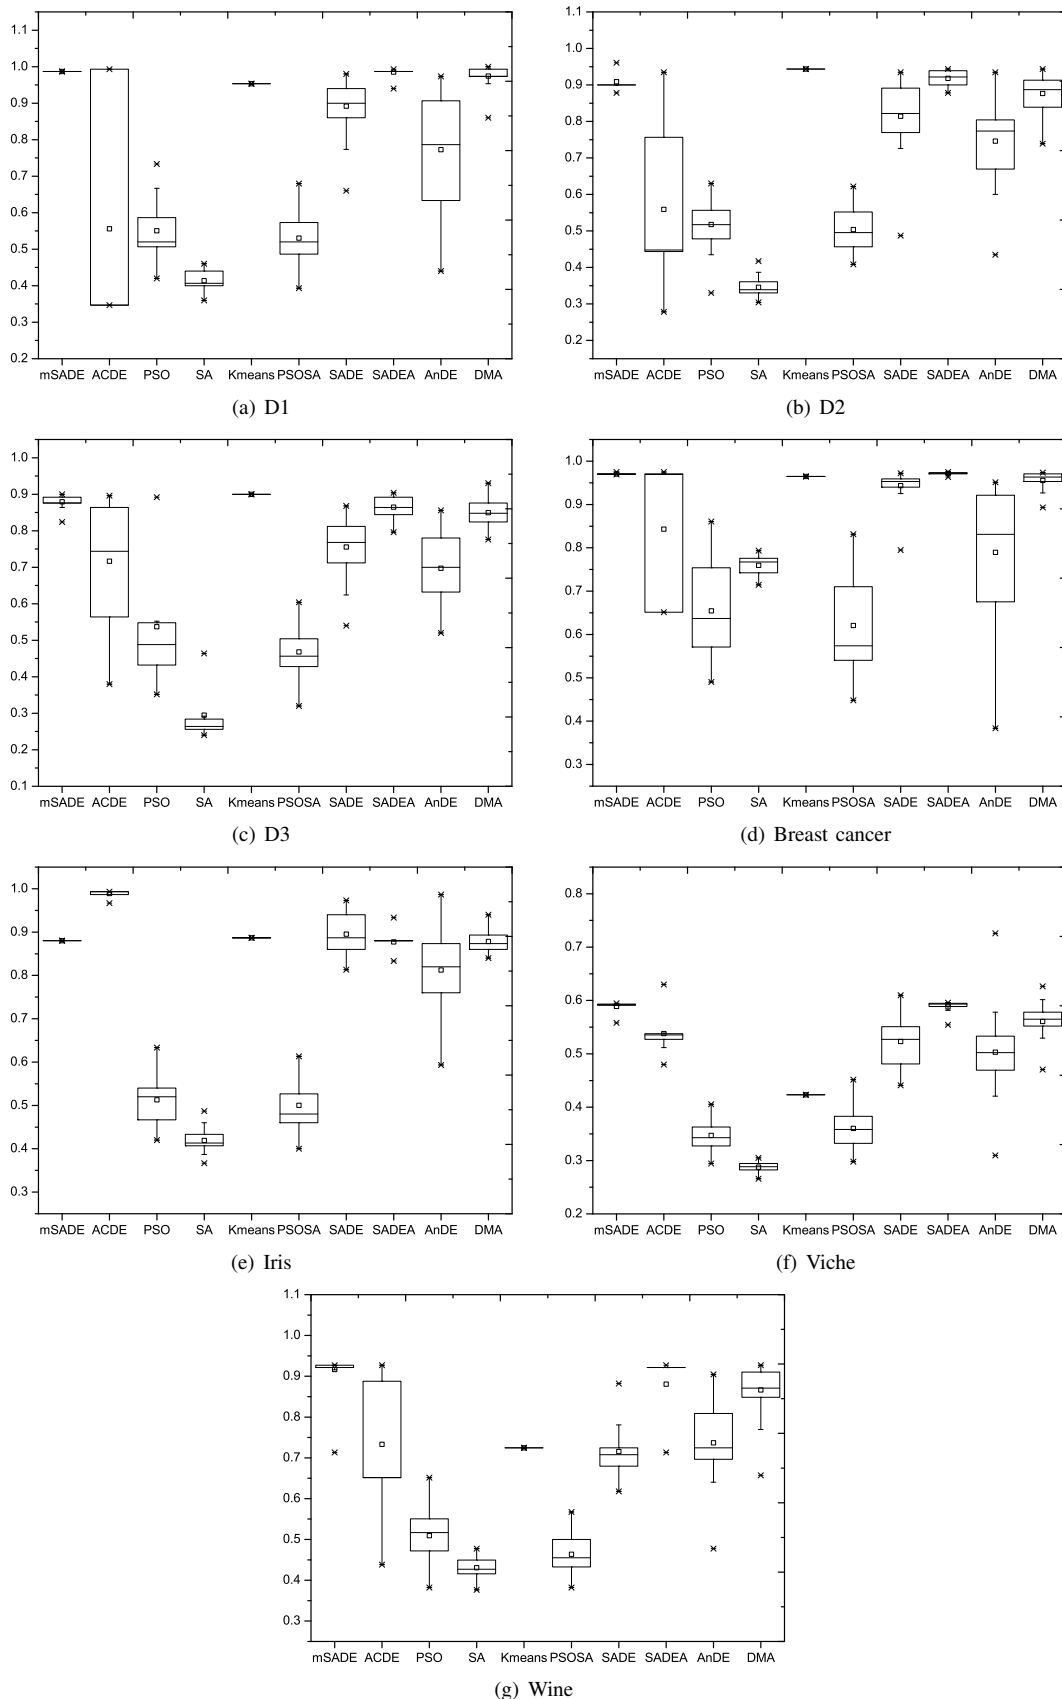 1.1 1.0 0.9 0.8 0.7 0.6 0.5 0.4 0.3 0.2
mSADE ACDE PSO SA Kmeans PSOSA SADE SADEA AnDE DMA
(a) D1
1.1 1.0 0.9 0.8 0.7 0.6 0.5 0.4 0.3 0.2
mSADE ACDE PSO SA Kmeans PSOSA SADE SADEA AnDE DMA
(b) D2
1.0 0.9 0.8 0.7 0.6 0.5 0.4 0.3 0.2 0.1
mSADE ACDE PSO SA Kmeans PSOSA SADE SADEA AnDE DMA
(c) D3
1.0 0.9 0.8 0.7 0.6 0.5 0.4 0.3
mSADE ACDE PSO SA Kmeans PSOSA SADE SADEA AnDE DMA
(d) Breast cancer
1.0 0.9 0.8 0.7 0.6 0.5 0.4 0.3
mSADE ACDE PSO SA Kmeans PSOSA SADE SADEA AnDE DMA
(e) Iris
0.8 0.7 0.6 0.5 0.4 0.3 0.2
mSADE ACDE PSO SA Kmeans PSOSA SADE SADEA AnDE DMA
(f) Viche
1.1 1.0 0.9 0.8 0.7 0.6 0.5 0.4 0.3
mSADE ACDE PSO SA Kmeans PSOSA SADE SADEA AnDE DMA
(g) Wine